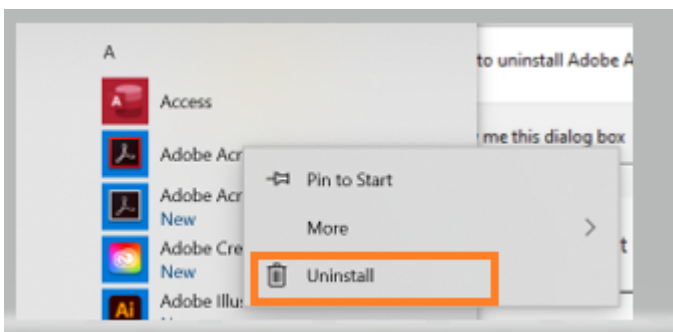 A
to uninstall Adobe A
Access
me this dialog box
Adobe Acr
Pin to Start
Adobe Acr
New
More
Adobe Cre
New
Uninstall
Adobe Illus
Ai